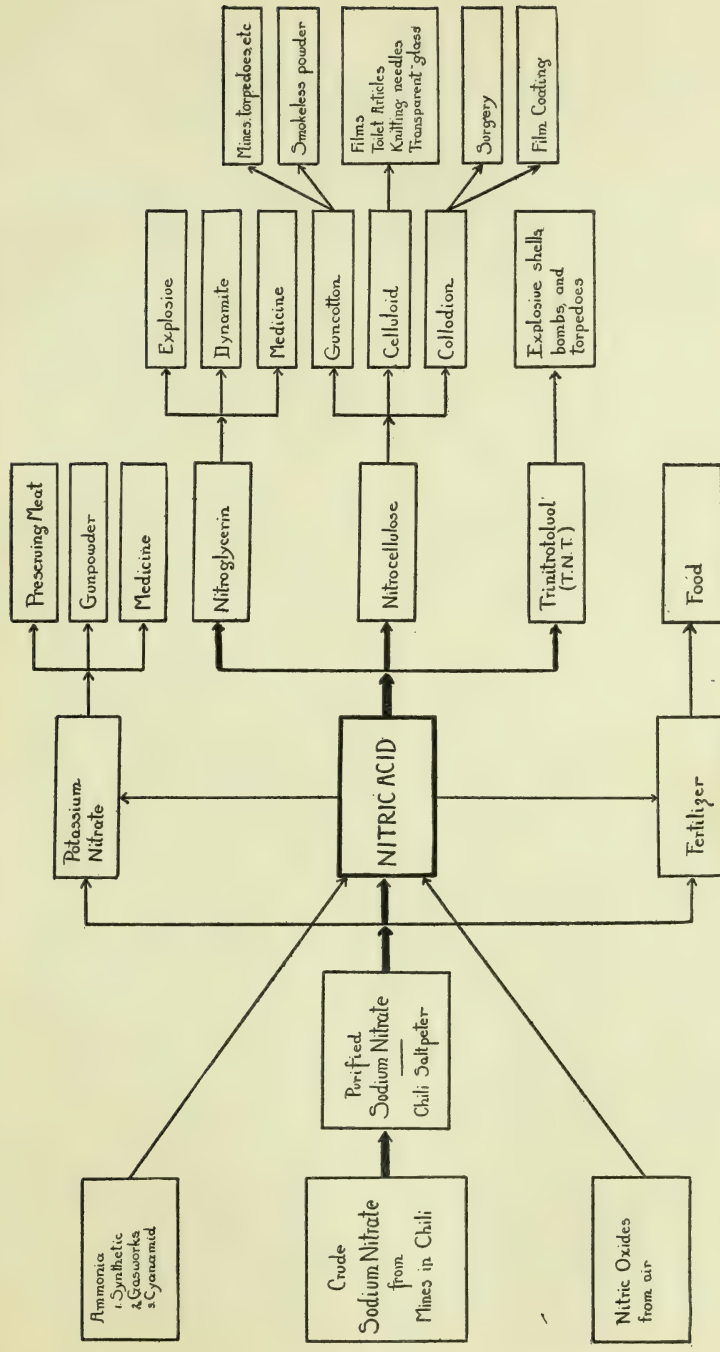 Ammonia
1. Synthetic
2. Gasworks
3. Cyanamid
Crude
Sodium Nitrate
from
Mines in Chili
Nitric Oxides
from air
Purified
Sodium Nitrate
Chili Saltpeter
Potassium
Nitrate
NITRIC ACID
Fertilizer
Preserving Meat
Gunpowder
Medicine
Nitroglycerin
Nitrocellulose
Trinitrotoluol
(T.N.T.)
Food
Explosive
Dynamite
Medicine
Guncotton
Celluloid
Collodion
Explosive shells,
bombs, and
torpedoes
Mines, torpedoes, etc
Smokeless powder
Films
Toilet Articles
Knitting needles
Transparent-glass
Surgery
Film Coating